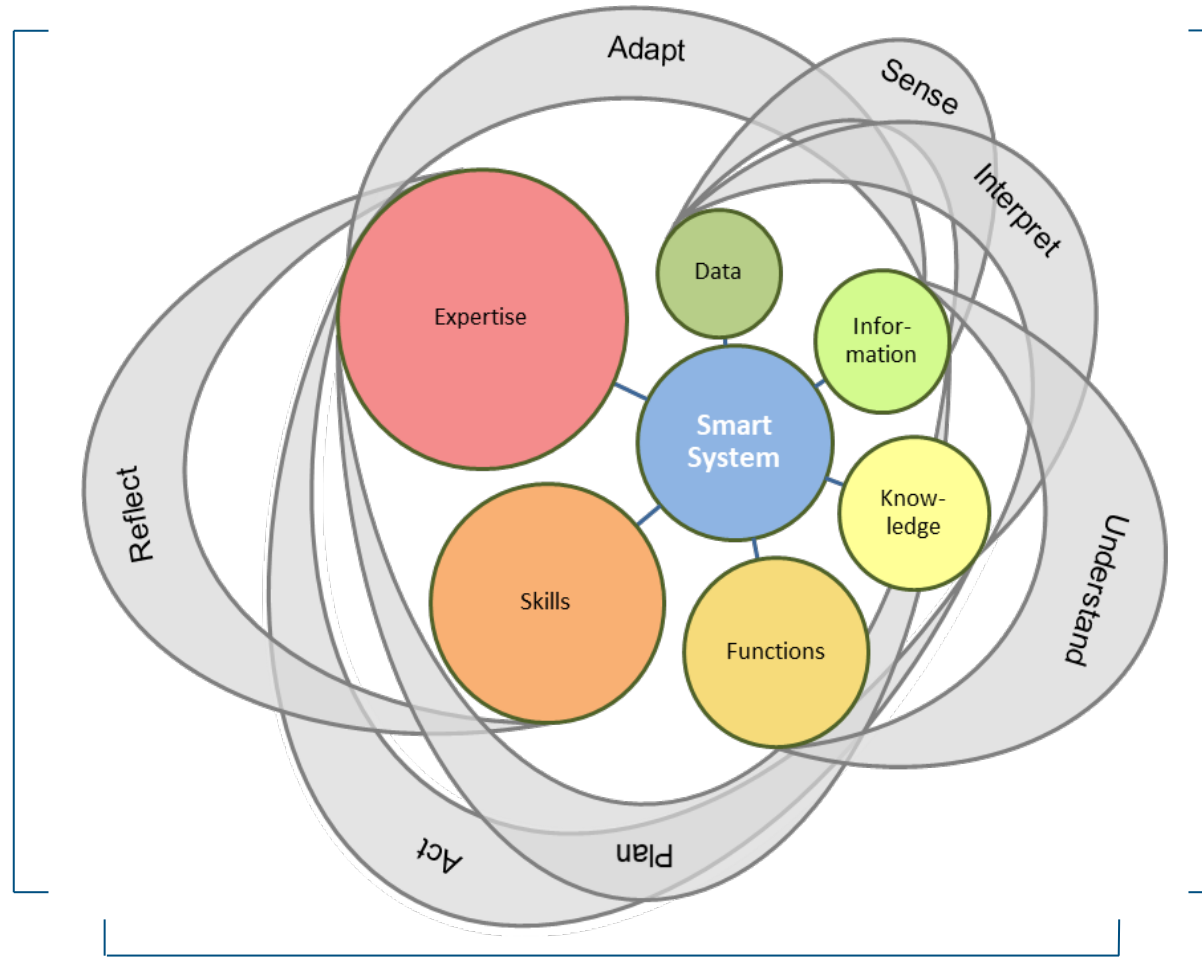 Adapt
Sense
Interpret
Data
Expertise
Infor-
mation
Smart
System
Know-
ledge
Reflect
Understand
Skills
Functions
Act
Plan